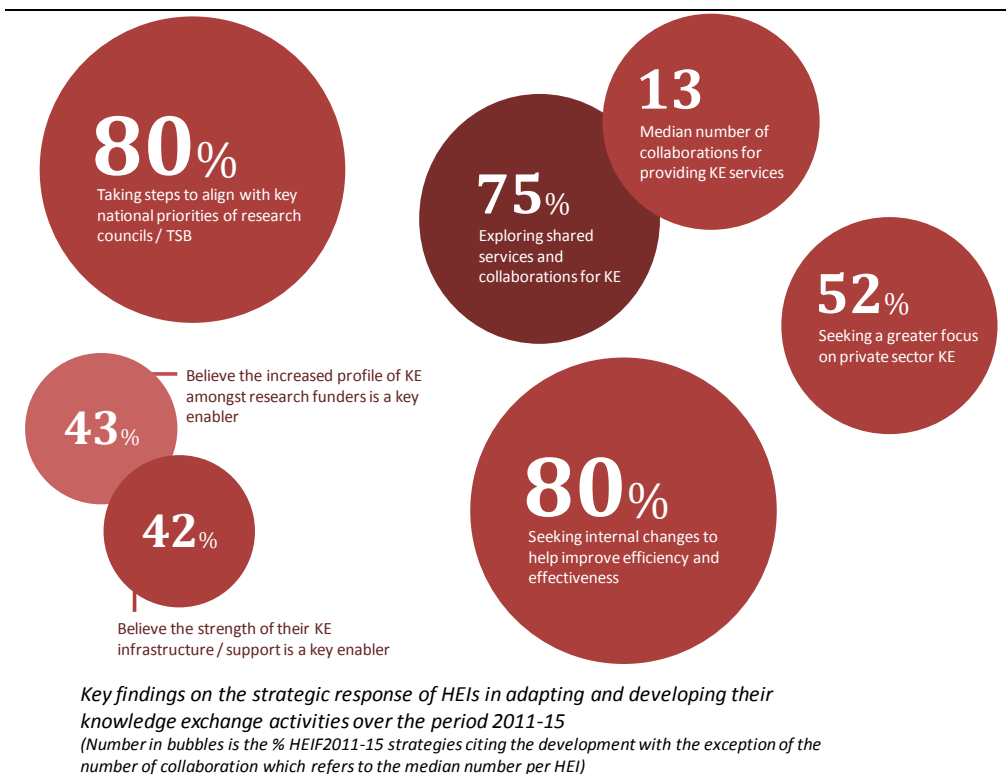 80%
Taking steps to align with key
national priorities of research
councils / TSB
13
Median number of
collaborations for
providing KE services
75%
Exploring shared
services and
collaborations for KE
52%
Seeking a greater focus
on private sector KE
Believe the increased profile of KE
amongst research funders is a key
enabler
43%
42%
Believe the strength of their KE
infrastructure / support is a key enabler
80%
Seeking internal changes to
help improve efficiency and
effectiveness
Key findings on the strategic response of HEIs in adapting and developing their
knowledge exchange activities over the period 2011-15
(Number in bubbles is the % HEIF2011-15 strategies citing the development with the exception of the
number of collaboration which refers to the median number per HEI)